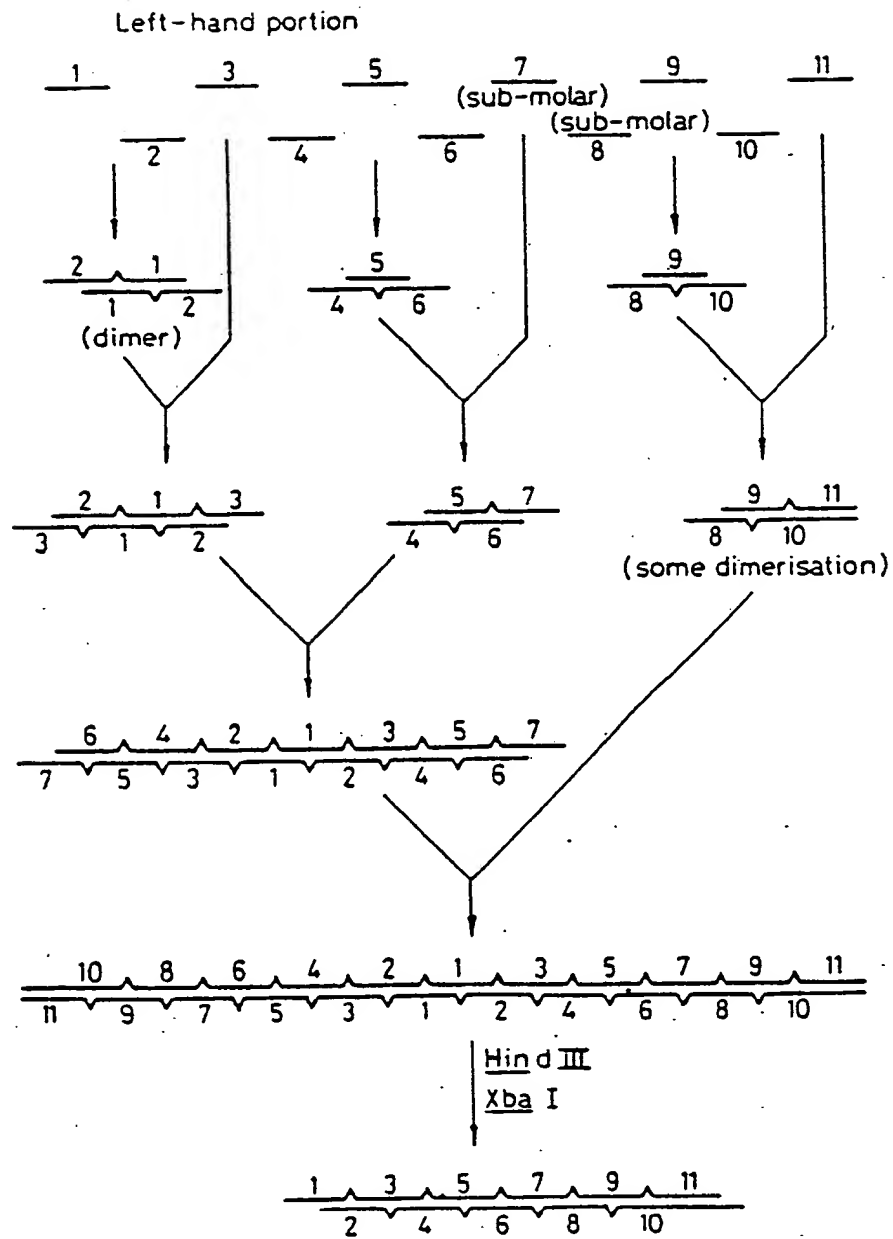 Left-hand portion
1 3 5 7 9 11
(sub-molar)
(sub-molar)
2 4 6 8 10
2 1 5 9
1 2 4 6 8 10
(dimer)
2 1 3 5 7 9 11
3 1 2 4 6 8 10
(some dimerisation)
6 4 2 1 3 5 7
7 5 3 1 2 4 6
10 8 6 4 2 1 3 5 7 9 11
11 9 7 5 3 1 2 4 6 8 10
Hind III
Xba I
1 3 5 7 9 11
2 4 6 8 10